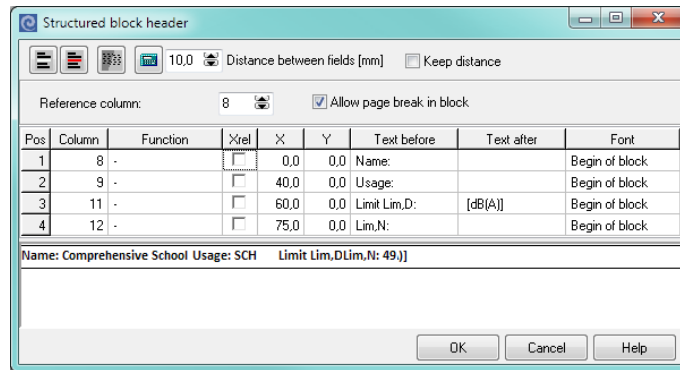 Structured block header
10,0 Distance between fields [mm] Keep distance
Reference column: 8 Allow page break in block
Pos Column Function Xrel X Y Text before Text after Font
1 8 - 0,0 0,0 Name: Begin of block
2 9 - 40,0 0,0 Usage: Begin of block
3 11 - 60,0 0,0 Limit Lim,D: [dB(A)] Begin of block
4 12 - 75,0 0,0 Lim,N: Begin of block
Name: Comprehensive School Usage: SCH Limit Lim,DLim,N: 49.)]
OK Cancel Help